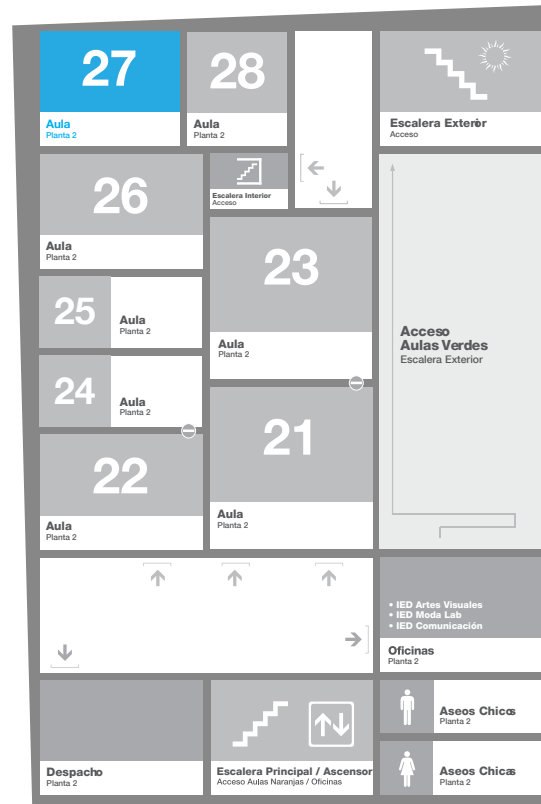 27
Aula
Planta 2
28
Aula
Planta 2
Escalera Exterior
Acceso
26
Aula
Planta 2
Escalera Interior
Acceso
23
Aula
Planta 2
25
Aula
Planta 2
24
Aula
Planta 2
Acceso
Aulas Verdes
Escalera Exterior
22
Aula
Planta 2
21
Aula
Planta 2
• IED Artes Visuales
• IED Moda Lab
• IED Comunicación
Oficinas
Planta 2
Despacho
Planta 2
Escalera Principal / Ascensor
Acceso Aulas Naranjas / Oficinas
Aseos Chicos
Planta 2
Aseos Chicas
Planta 2